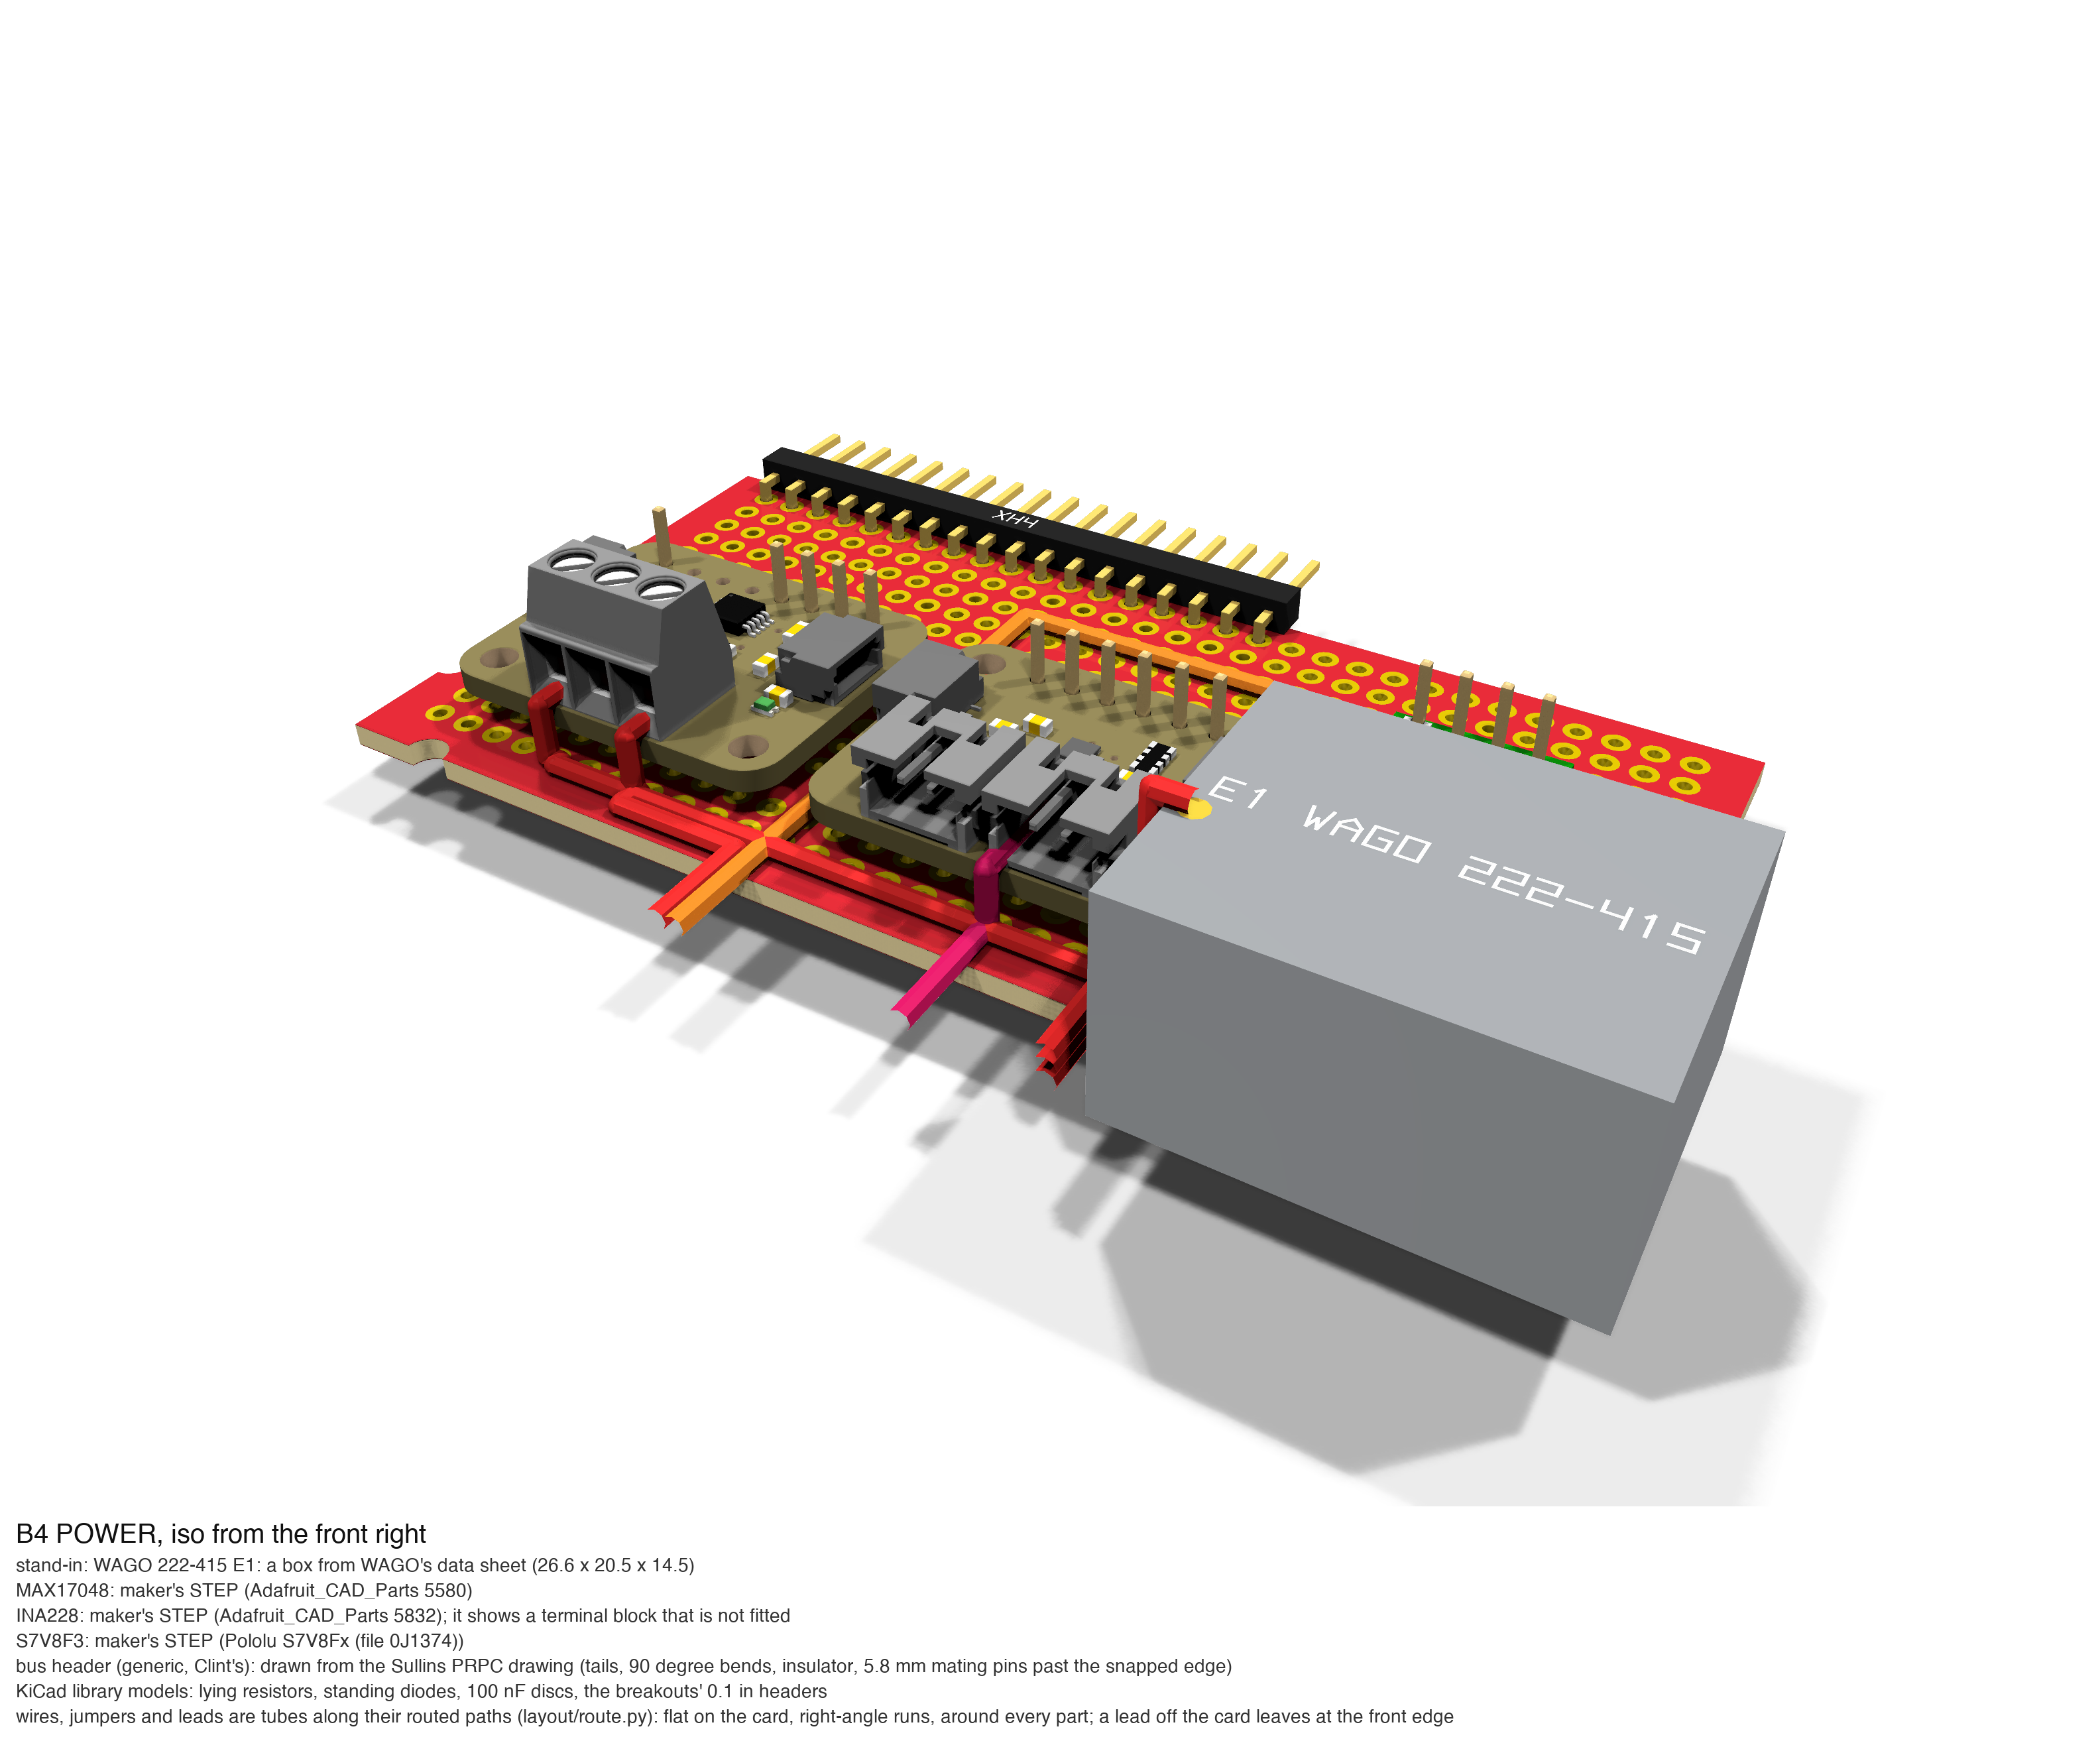 XH4
E1 WAGO 222-415
B4 POWER, iso from the front right
stand-in: WAGO 222-415 E1: a box from WAGO's data sheet (26.6 x 20.5 x 14.5)
MAX17048: maker's STEP (Adafruit_CAD_Parts 5580)
INA228: maker's STEP (Adafruit_CAD_Parts 5832); it shows a terminal block that is not fitted
S7V8F3: maker's STEP (Pololu S7V8Fx (file 0J1374))
bus header (generic, Clint's): drawn from the Sullins PRPC drawing (tails, 90 degree bends, insulator, 5.8 mm mating pins past the snapped edge)
KiCad library models: lying resistors, standing diodes, 100 nF discs, the breakouts' 0.1 in headers
wires, jumpers and leads are tubes along their routed paths (layout/route.py): flat on the card, right-angle runs, around every part; a lead off the card leaves at the front edge